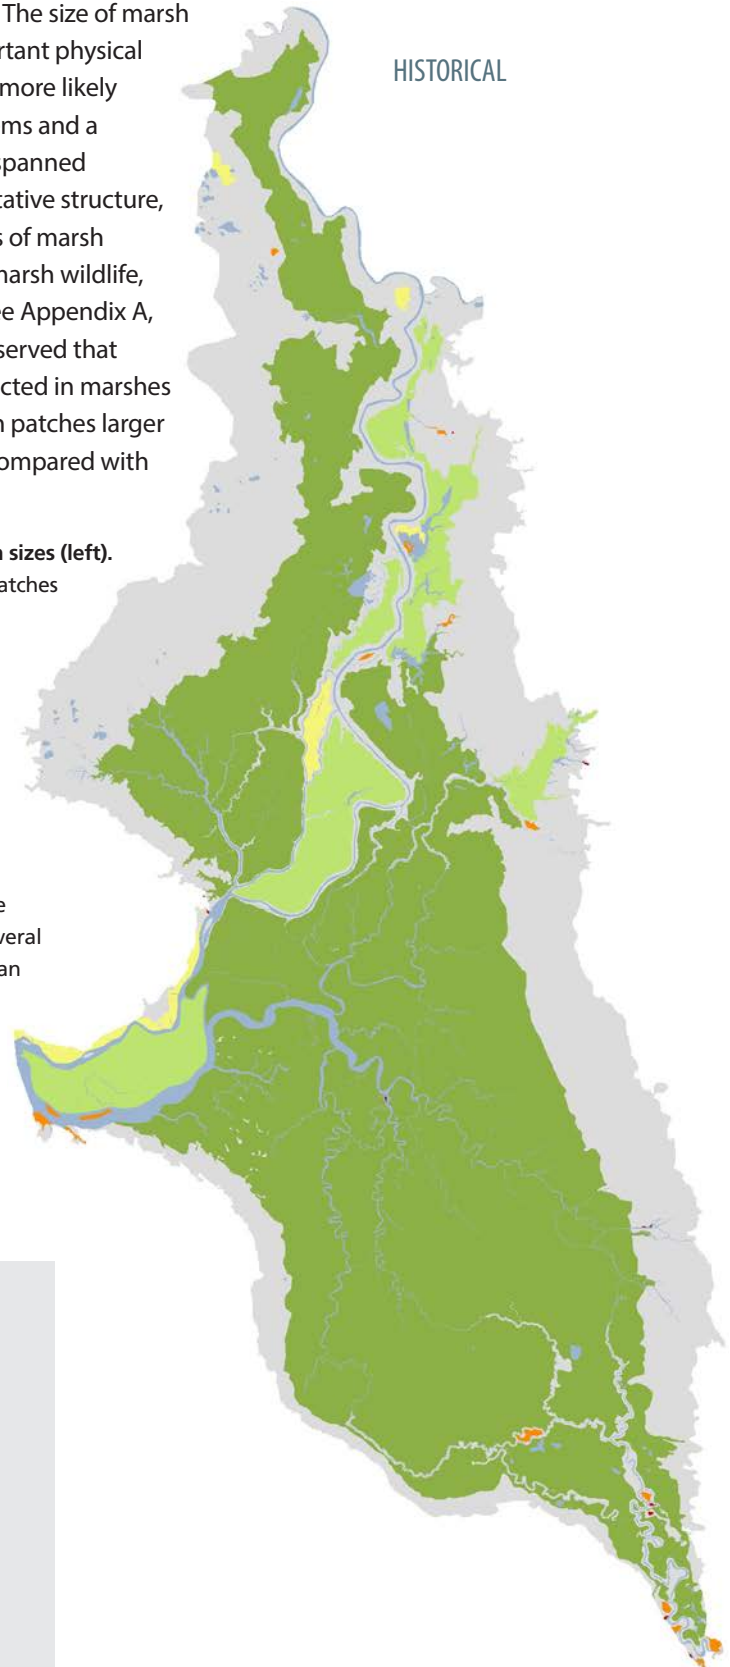 The size of marsh
HISTORICAL
rtant physical
more likely
ms and a
spanned
tative structure,
s of marsh
marsh wildlife,
ee Appendix A,
served that
cted in marshes
n patches larger
compared with
n sizes (left).
atches
e
veral
an